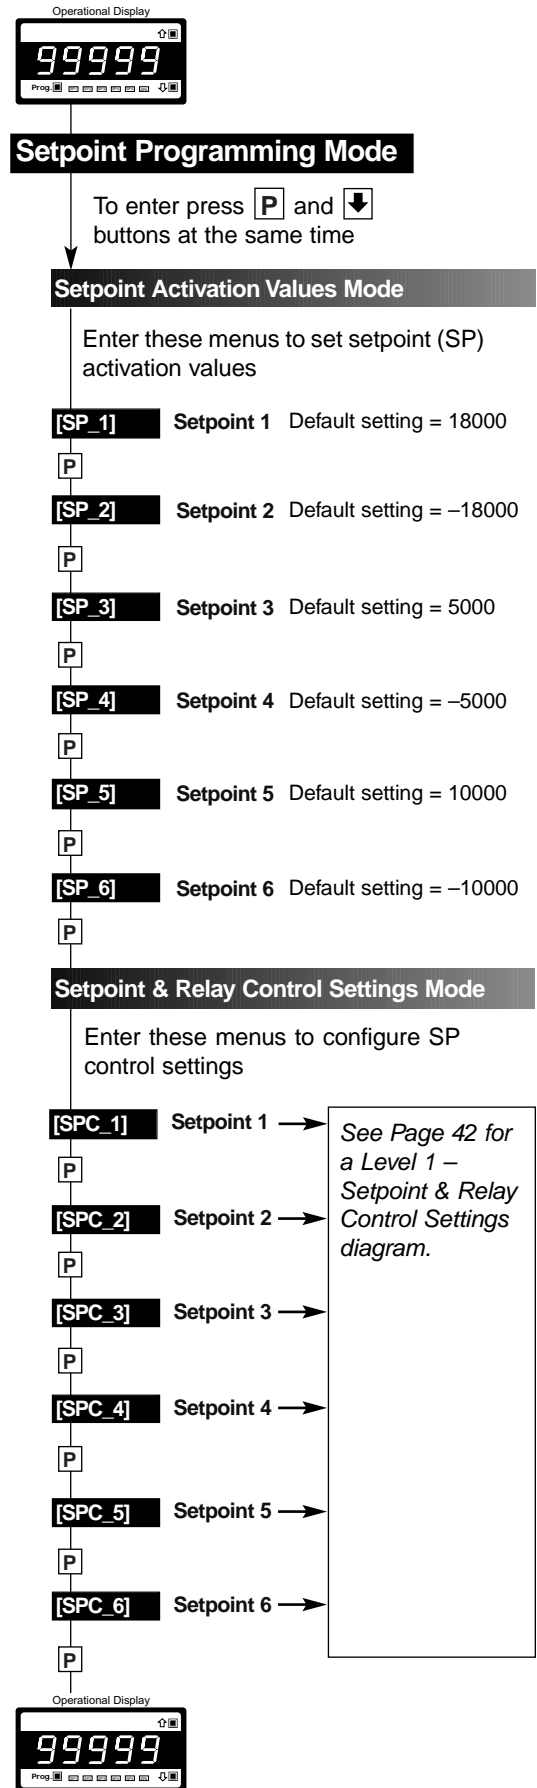 Operational Display
99999
Prog.
Setpoint Programming Mode
To enter press P and
buttons at the same time
Setpoint Activation Values Mode
Enter these menus to set setpoint (SP)
activation values
[SP_1] Setpoint 1 Default setting = 18000
P
[SP_2] Setpoint 2 Default setting = –18000
P
[SP_3] Setpoint 3 Default setting = 5000
P
[SP_4] Setpoint 4 Default setting = –5000
P
[SP_5] Setpoint 5 Default setting = 10000
P
[SP_6] Setpoint 6 Default setting = –10000
P
Setpoint & Relay Control Settings Mode
Enter these menus to configure SP
control settings
[SPC_1] Setpoint 1
See Page 42 for
a Level 1 –
Setpoint & Relay
Control Settings
diagram.
P
[SPC_2] Setpoint 2
P
[SPC_3] Setpoint 3
P
[SPC_4] Setpoint 4
P
[SPC_5] Setpoint 5
P
[SPC_6] Setpoint 6
P
Operational Display
99999
Prog.